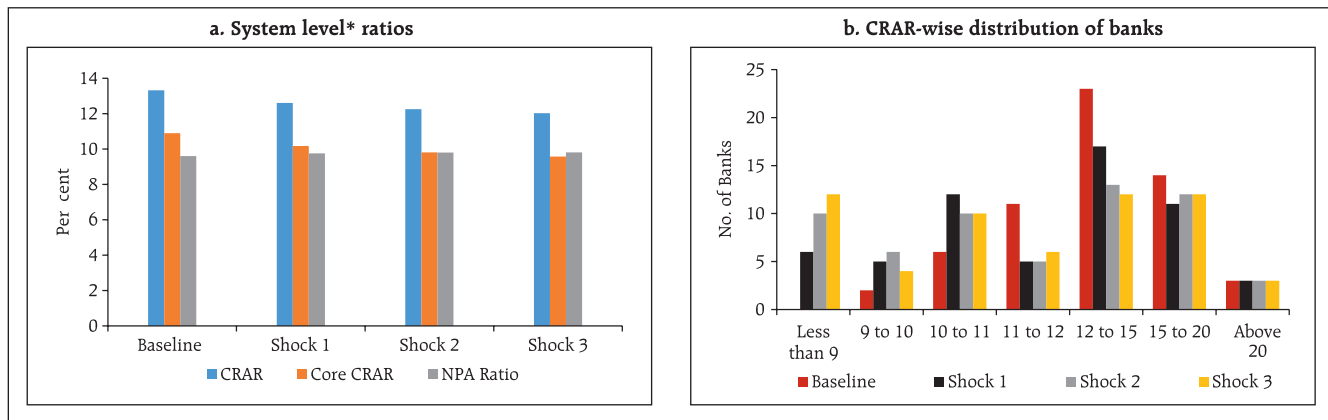 a. System level* ratios
Per cent
14
12
10
8
6
4
2
0
Baseline Shock 1 Shock 2 Shock 3
CRAR Core CRAR NPA Ratio
b. CRAR-wise distribution of banks
No. of Banks
25
20
15
10
5
0
Less than 9 9 to 10 10 to 11 11 to 12 12 to 15 15 to 20 Above 20
Baseline Shock 1 Shock 2 Shock 3